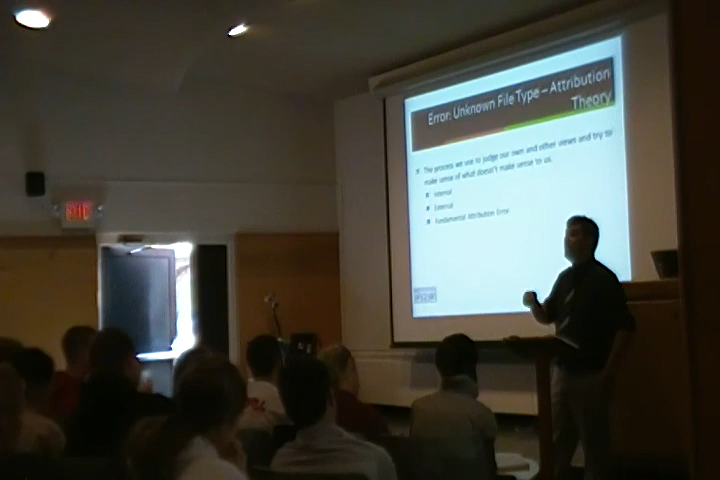 EXIT
Error: Unknown File Type – Attribution
Theory
The process we use to judge our own and other views and try to
make sense of what doesn't make sense to us.
Internal
External
Fundamental Attribution Error